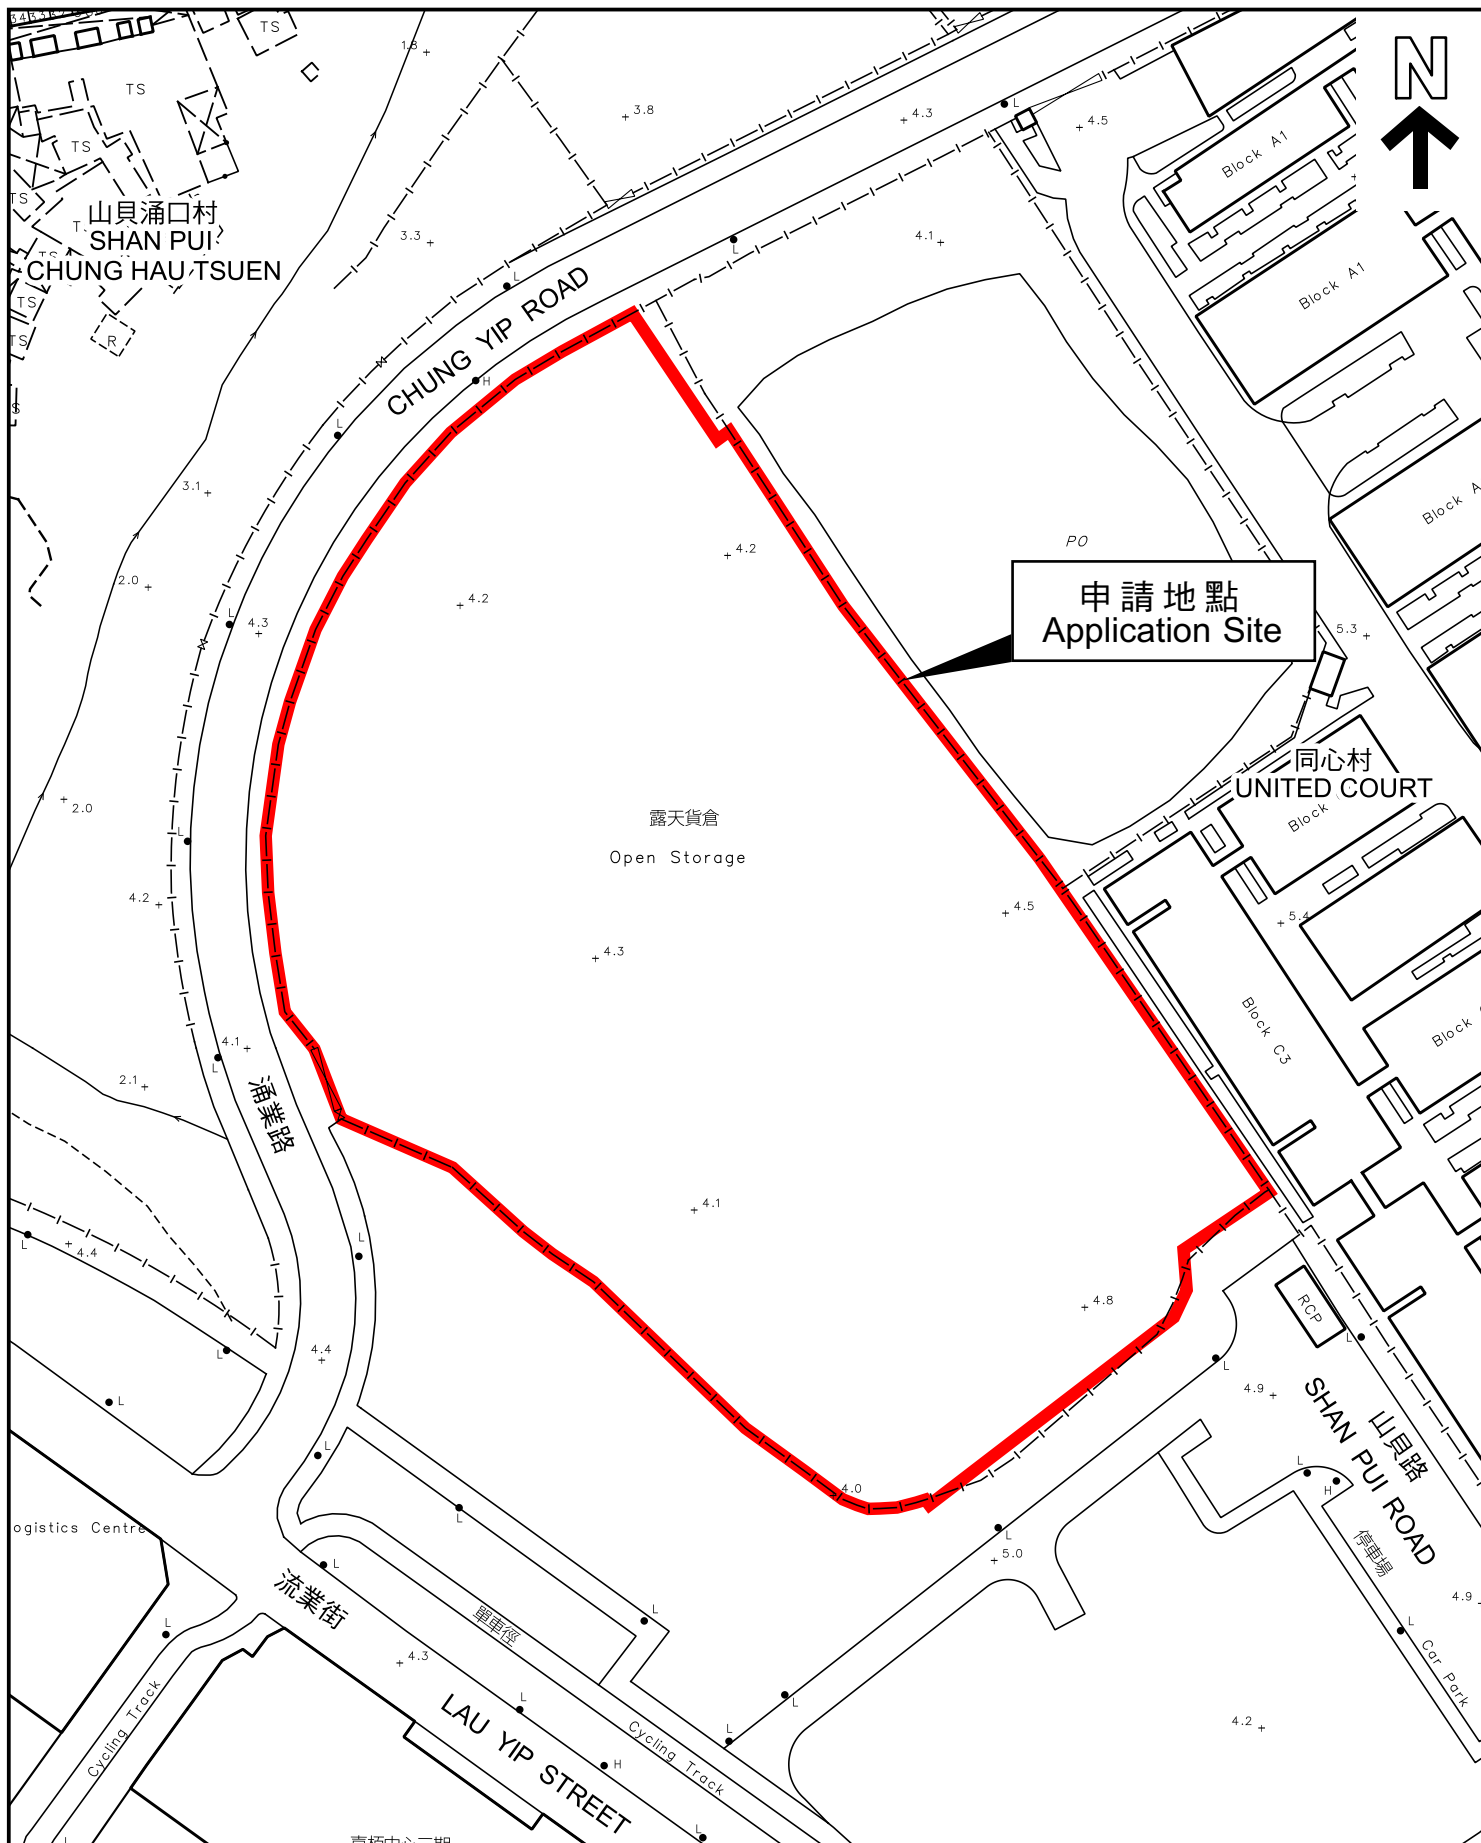 TS
TS
TS
TS
TS
TS
TS
R
山貝涌口村
SHAN PUI
CHUNG HAU TSUEN
1.8
3.8
4.3
L
4.5
N
Block A1
3.3
L
L
4.1
Block A1
CHUNG YIP ROAD
H
L
3.1
4.2
PO
2.0
L
4.3
4.2
申請地點
Application Site
5.3
同心村
UNITED COURT
2.0
露天貨倉
Open Storage
L
4.2
4.5
5.4
4.3
Block C3
4.1
L
2.1
涌業路
4.1
L
4.4
L
4.8
RCP
L
4.4
L
L
L
4.9
SHAN PUI ROAD
山貝路
L
4.0
L
H
L
L
5.0
停車場
Car Park
4.9
L
ogistics Centre
L
流業街
單車徑
L
L
4.3
Cycling Track
LAU YIP STREET
L
H
Cycling Track
L
L
4.2
L